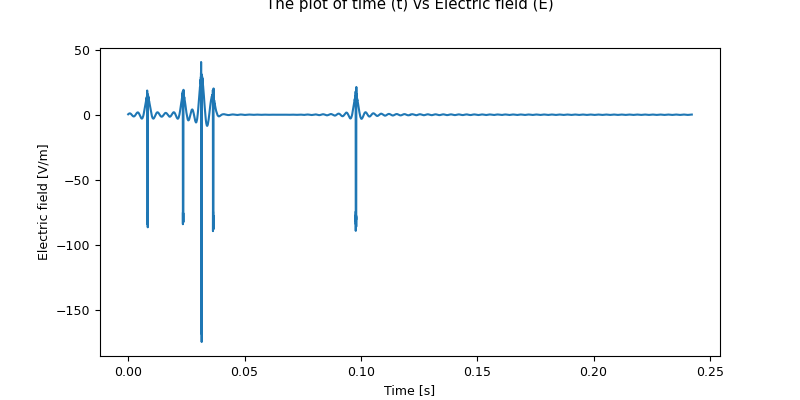 The plot of time (t) vs Electric field (E)
50
0
−50
−100
−150
Electric field [V/m]
0.00 0.05 0.10 0.15 0.20 0.25
Time [s]